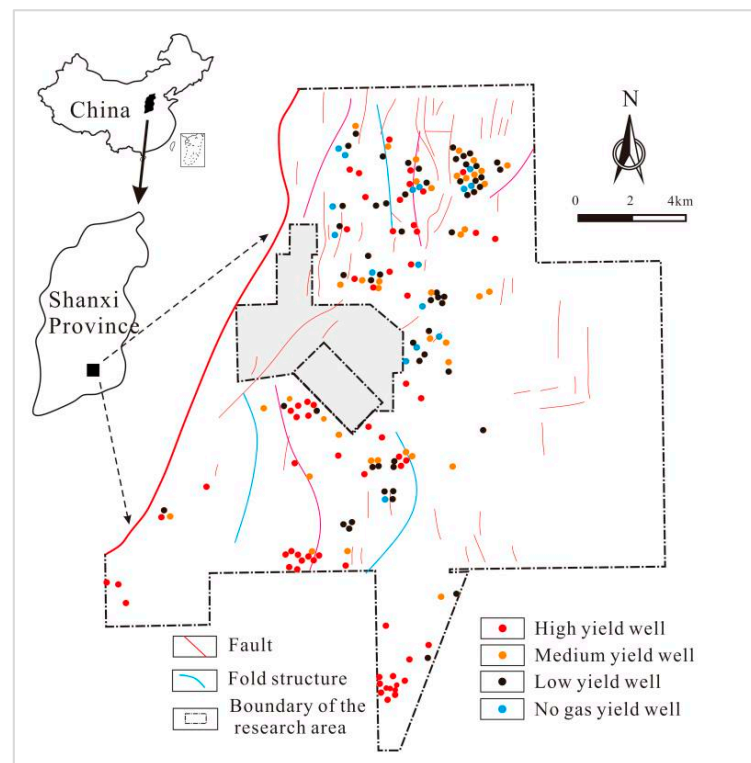 China
N
0 2 4km
Shanxi
Province
Fault
Fold structure
Boundary of the
research area
High yield well
Medium yield well
Low yield well
No gas yield well